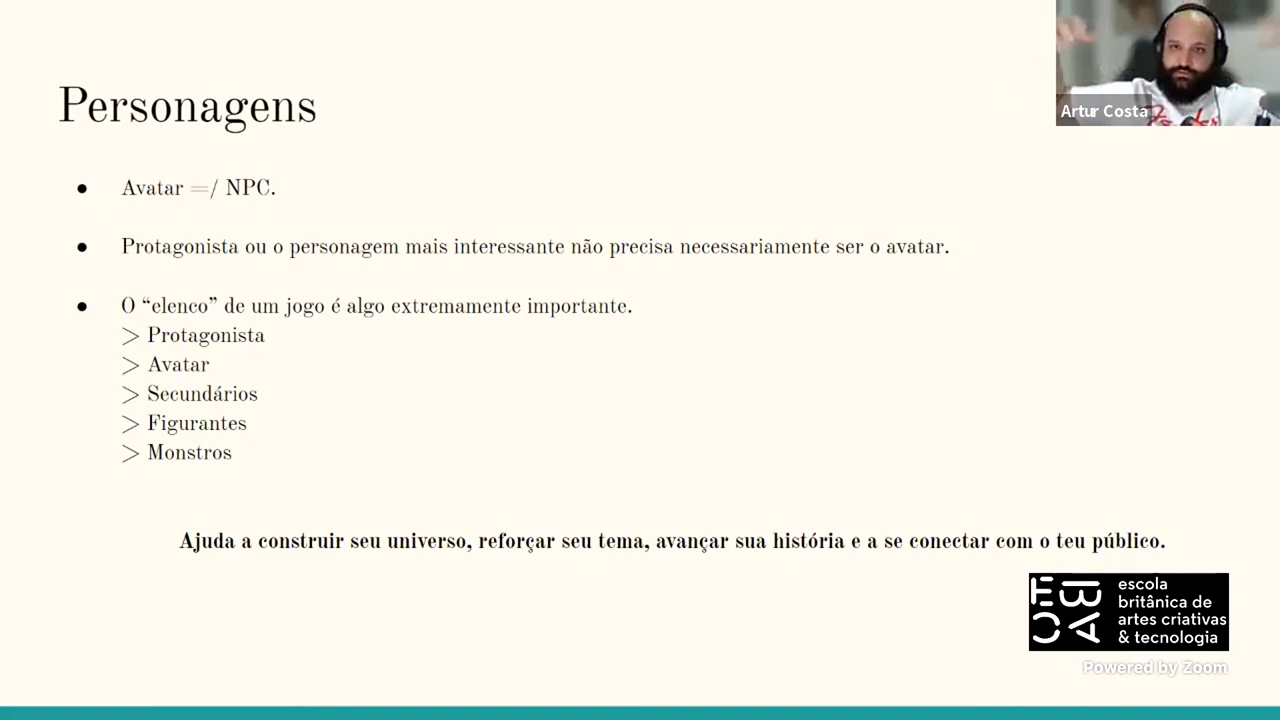 Personagens
Artur Costa
● Avatar =/ NPC.
● Protagonista ou o personagem mais interessante não precisa necessariamente ser o avatar.
● O “elenco” de um jogo é algo extremamente importante.
> Protagonista
> Avatar
> Secundários
> Figurantes
> Monstros
Ajuda a construir seu universo, reforçar seu tema, avançar sua história e a se conectar com o teu público.
escola
britânica de
artes criativas
& tecnologia
Powered by Zoom